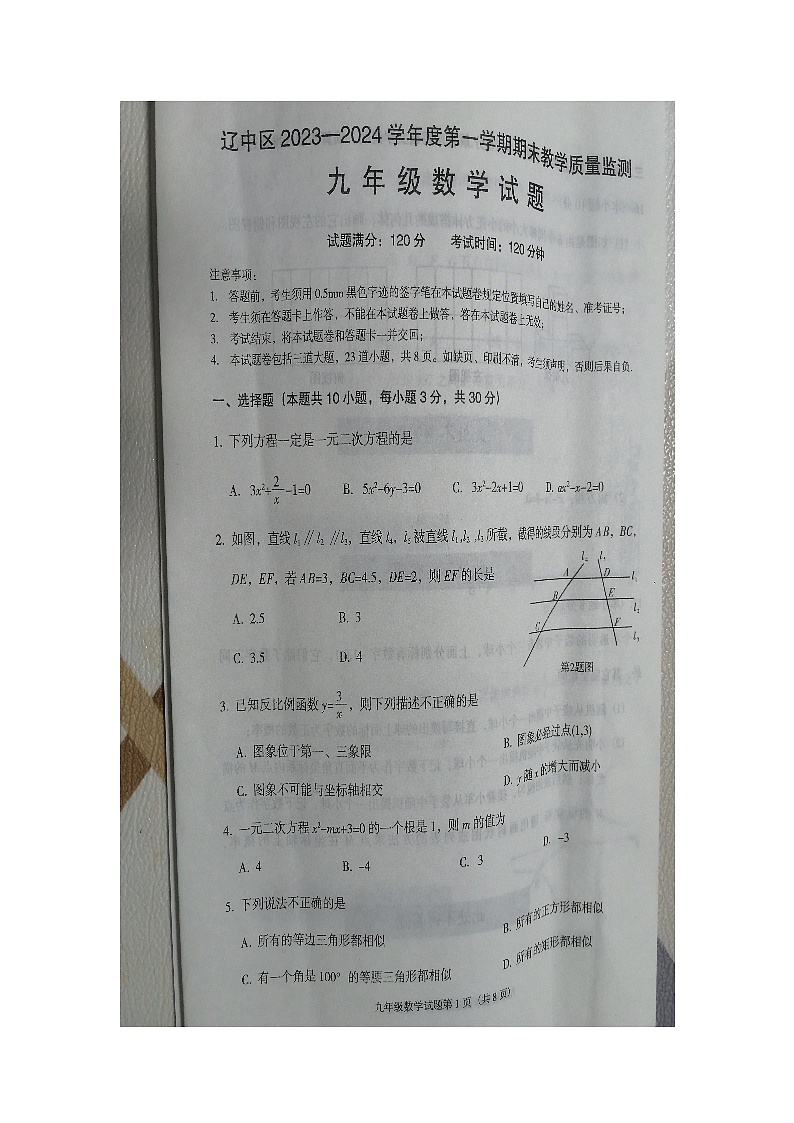 辽中区2023—2024学年度第一学期期末教学质量监测
九年级数学试题
试题满分：120分 考试时间：120分钟
注意事项：
1. 答题前，考生须用0.5mm黑色字迹的签字笔在本试题卷规定位置填写自己的姓名、准考证号；
2. 考生须在答题卡上作答，不能在本试题卷上做答，答在本试题卷上无效；
3. 考试结束，将本试题卷和答题卡一并交回；
4. 本试题卷包括三道大题，23道小题，共8页。如缺页、印刷不清，考生须声明，否则后果自负.
一、选择题（本题共10小题，每小题3分，共30分）
1. 下列方程一定是一元二次方程的是
A. 3x²+2/x-1=0 B. 5x²-6y-3=0 C. 3x²-2x+1=0 D. ax²-x-2=0
2. 如图，直线l₁∥l₂∥l₃，直线l₄，l₅被直线l₁,l₂,l₃所截，截得的线段分别为AB，BC，
DE，EF，若AB=3，BC=4.5，DE=2，则EF的长是
A. 2.5 B. 3
C. 3.5 D. 4
l₄ l₅
A D l₁
B E l₂
C F l₃
第2题图
3. 已知反比例函数y=3/x，则下列描述不正确的是
A. 图象位于第一、三象限 B. 图象必经过点(1,3)
C. 图象不可能与坐标轴相交 D. y随x的增大而减小
4. 一元二次方程x²-mx+3=0的一个根是1，则m的值为
A. 4 B. -4 C. 3 D. -3
5. 下列说法不正确的是
A. 所有的等边三角形都相似 B. 所有的正方形都相似
C. 有一个角是100°的等腰三角形都相似 D. 所有的矩形都相似
九年级数学试题第1页（共8页）